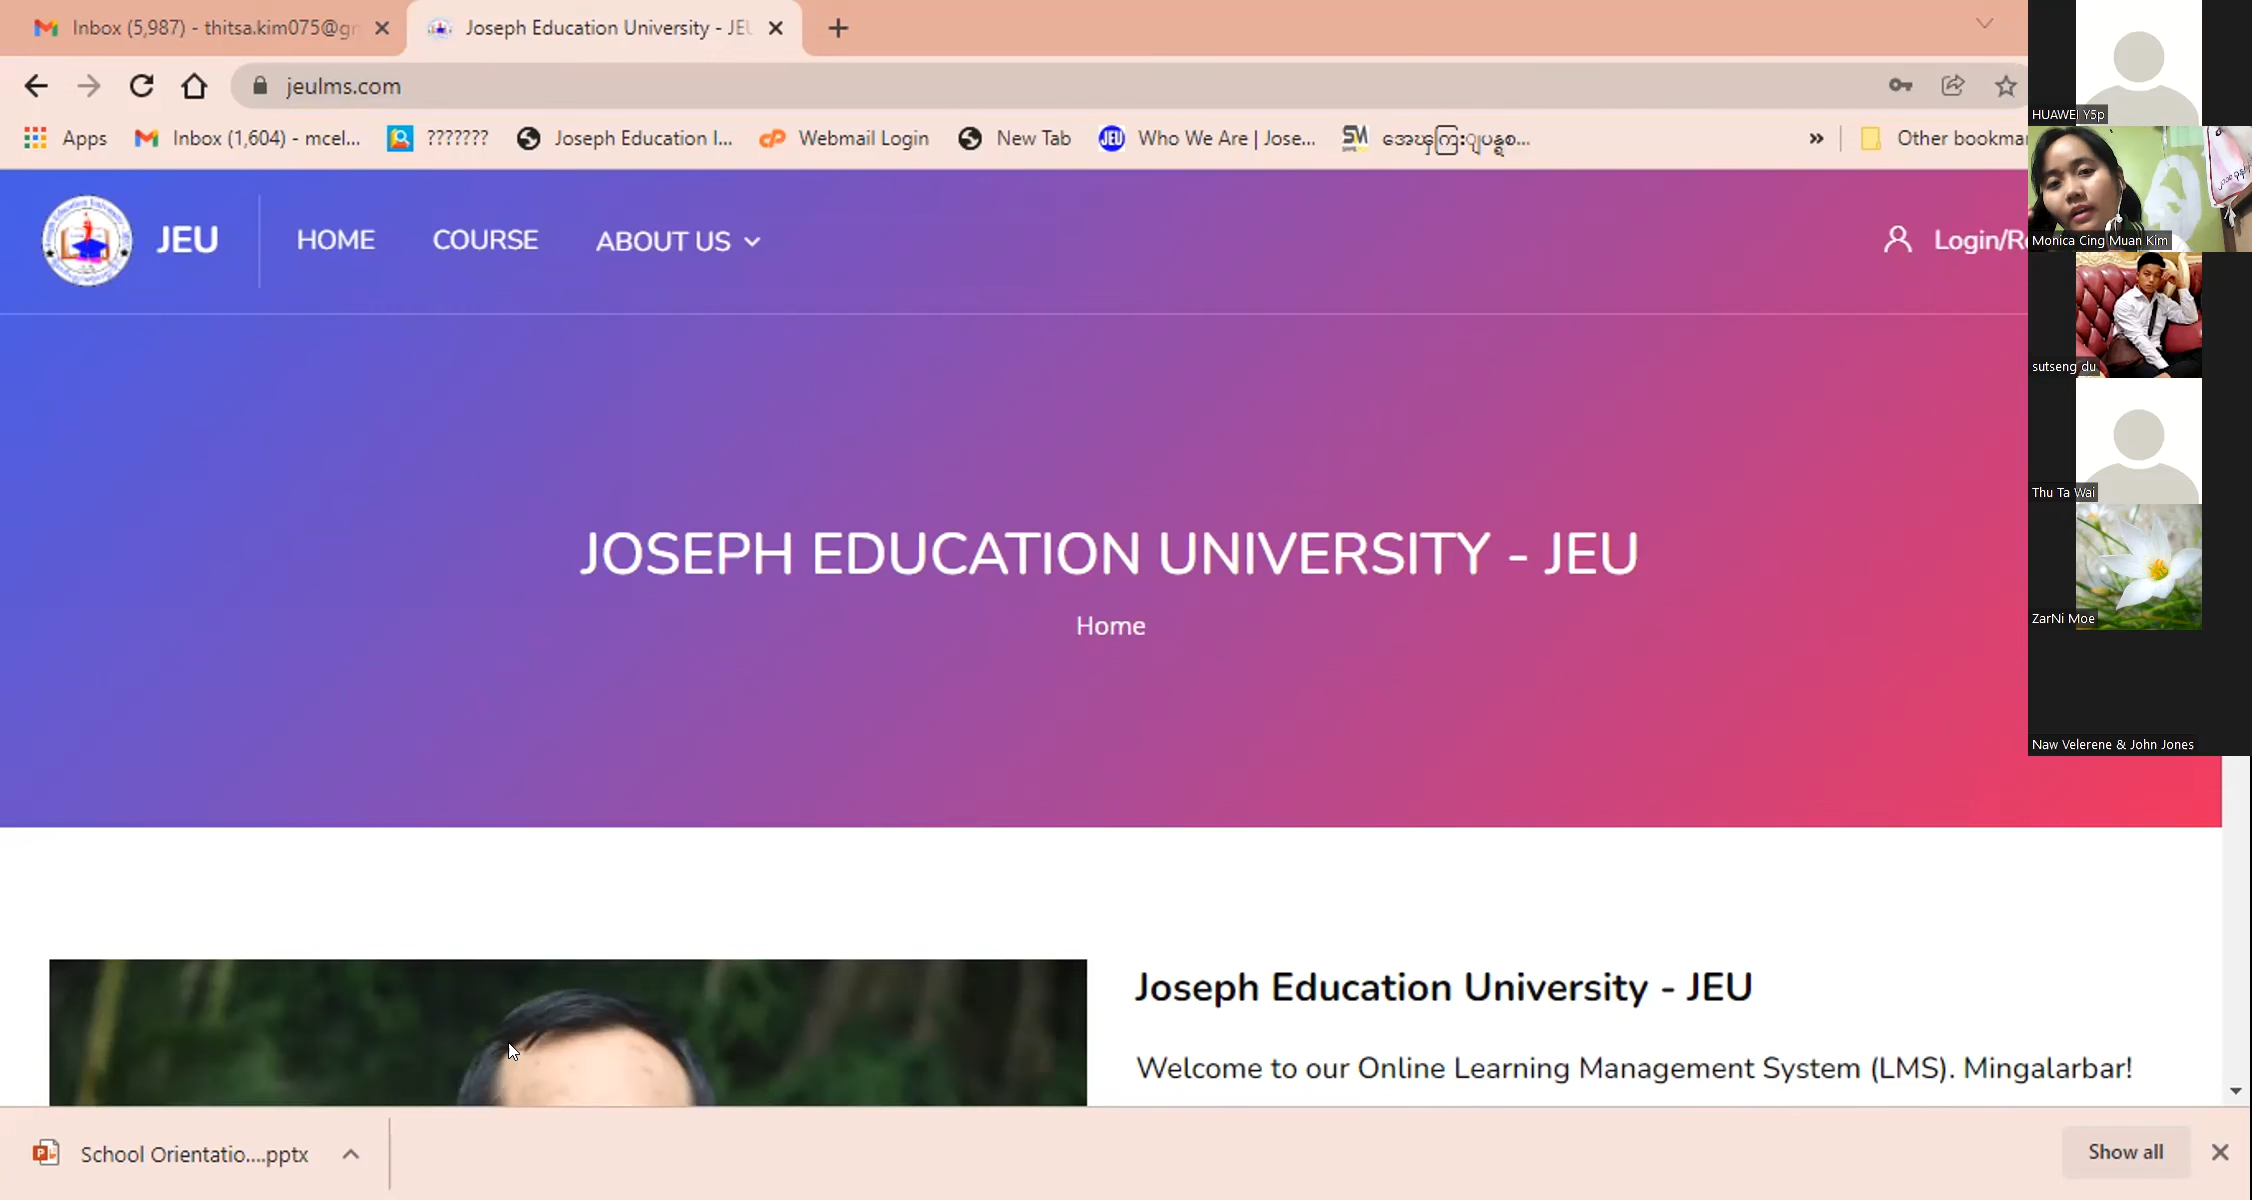 Inbox (5,987) - thitsa.kim075@gm
Joseph Education University - JEU
jeulms.com
Apps
Inbox (1,604) - mcel...
???????
Joseph Education I...
Webmail Login
New Tab
Who We Are | Jose...
Other bookmar
JEU
HOME
COURSE
ABOUT US
Login/Re
JOSEPH EDUCATION UNIVERSITY - JEU
Home
Joseph Education University - JEU
Welcome to our Online Learning Management System (LMS). Mingalarbar!
School Orientatio....pptx
Show all
HUAWEI Y5p
Monica Cing Muan Kim
sutseng du
Thu Ta Wai
ZarNi Moe
Naw Velerene & John Jones